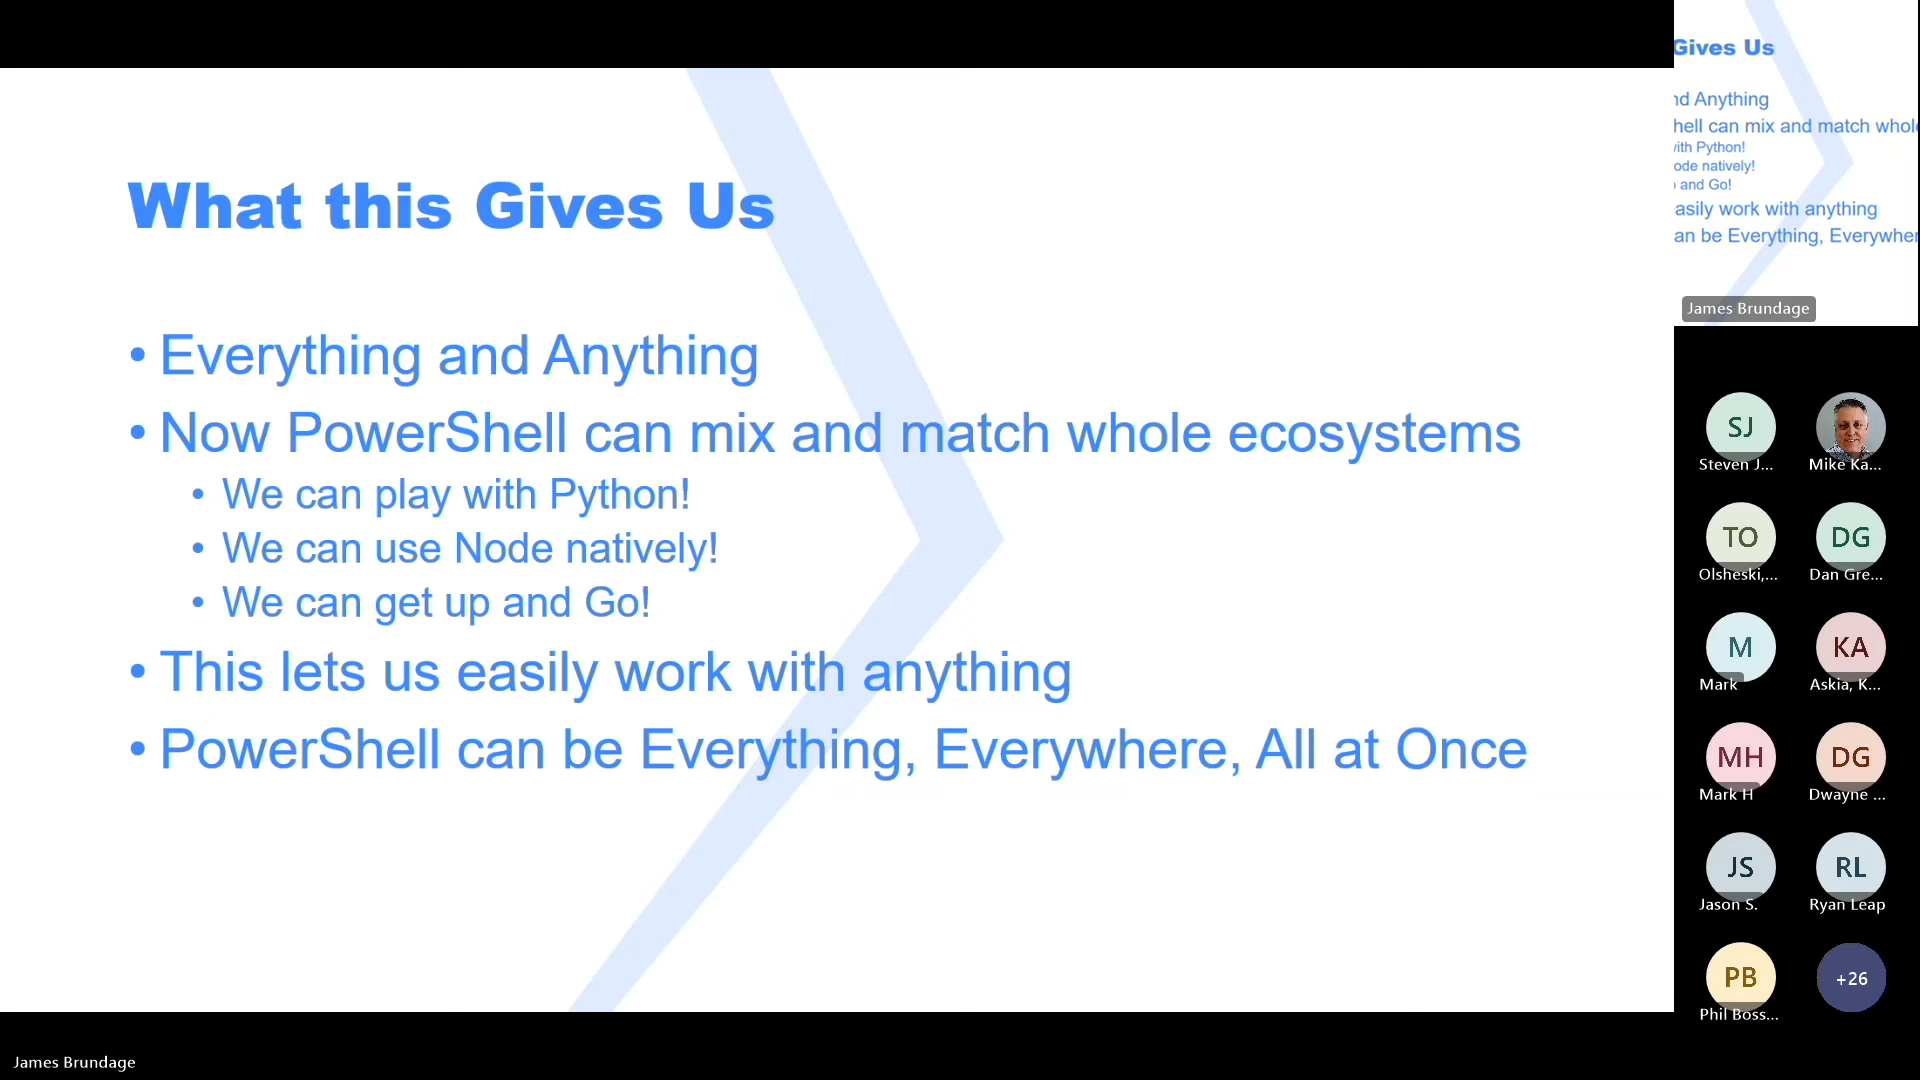 What this Gives Us
• Everything and Anything
• Now PowerShell can mix and match whole ecosystems
• We can play with Python!
• We can use Node natively!
• We can get up and Go!
• This lets us easily work with anything
• PowerShell can be Everything, Everywhere, All at Once
James Brundage
Gives Us
nd Anything
hell can mix and match whole
with Python!
ode natively!
and Go!
easily work with anything
an be Everything, Everywher
James Brundage
SJ
Steven J...
Mike Ka...
TO
Olsheski,...
DG
Dan Gre...
M
Mark
KA
Askia, K...
MH
Mark H
DG
Dwayne ...
JS
Jason S.
RL
Ryan Leap
PB
Phil Boss...
+26